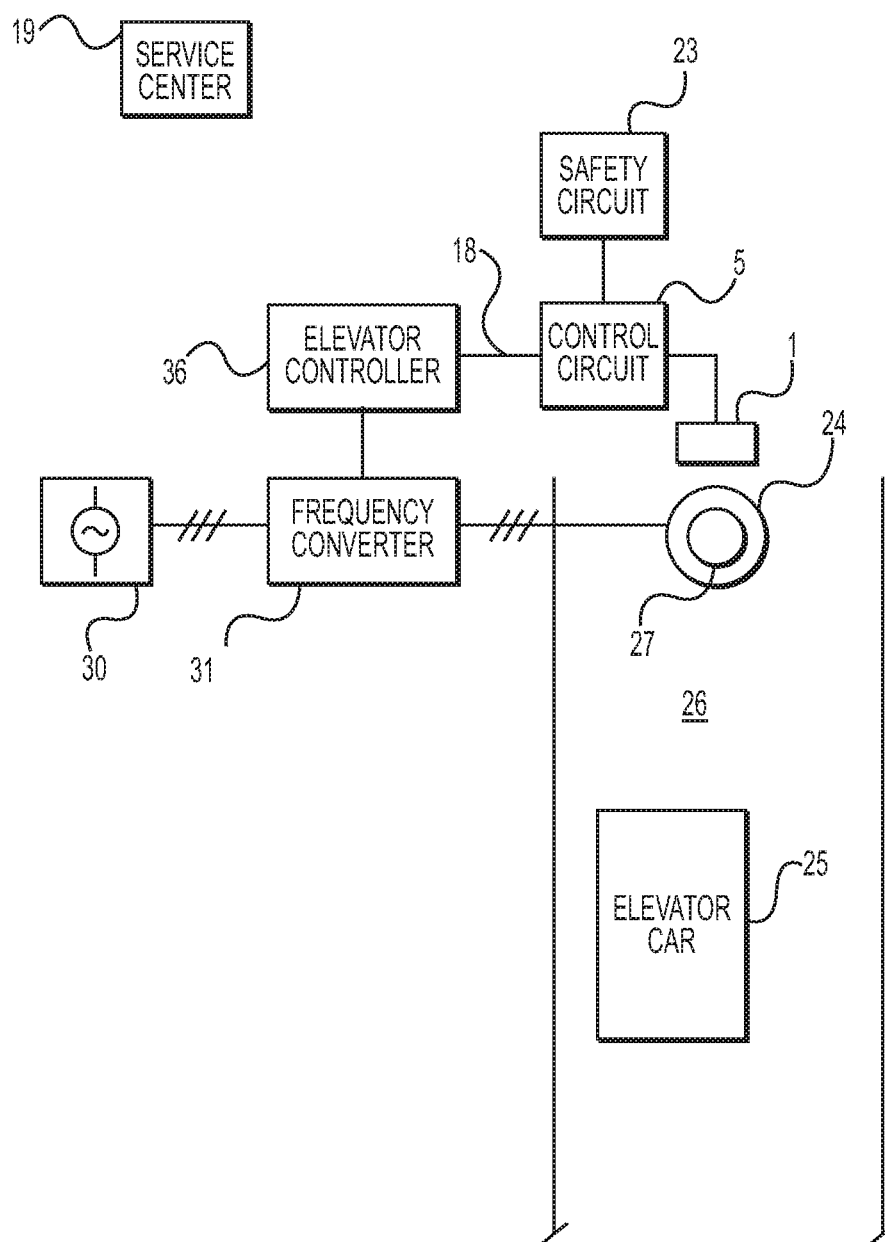 19
SERVICE
CENTER
23
SAFETY
CIRCUIT
18
5
ELEVATOR
CONTROLLER
CONTROL
CIRCUIT
36
1
24
FREQUENCY
CONVERTER
30
31
27
26
ELEVATOR
CAR
25